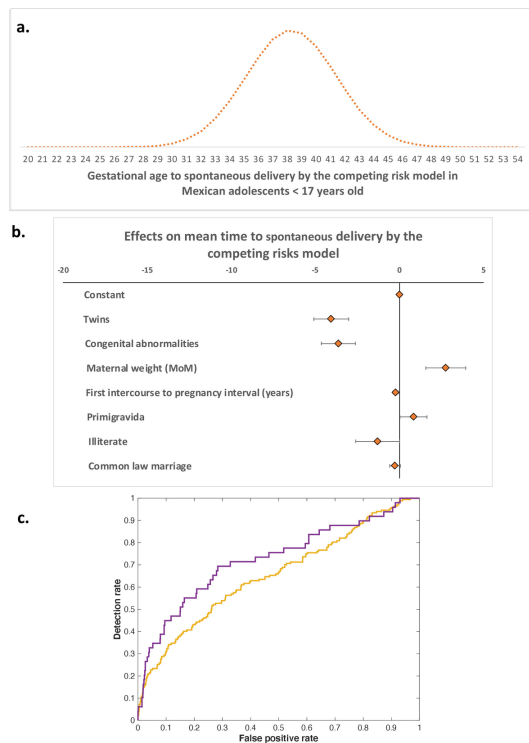 a.
20 21 22 23 24 25 26 27 28 29 30 31 32 33 34 35 36 37 38 39 40 41 42 43 44 45 46 47 48 49 50 51 52 53 54
Gestational age to spontaneous delivery by the competing risk model in
Mexican adolescents < 17 years old
b.
Effects on mean time to spontaneous delivery by the
competing risks model
-20 -15 -10 -5 0 5
Constant
Twins
Congenital abnormalities
Maternal weight (MoM)
First intercourse to pregnancy interval (years)
Primigravida
Illiterate
Common law marriage
c.
1
0.9
0.8
0.7
0.6
0.5
0.4
0.3
0.2
0.1
0
Detection rate
0 0.1 0.2 0.3 0.4 0.5 0.6 0.7 0.8 0.9 1
False positive rate